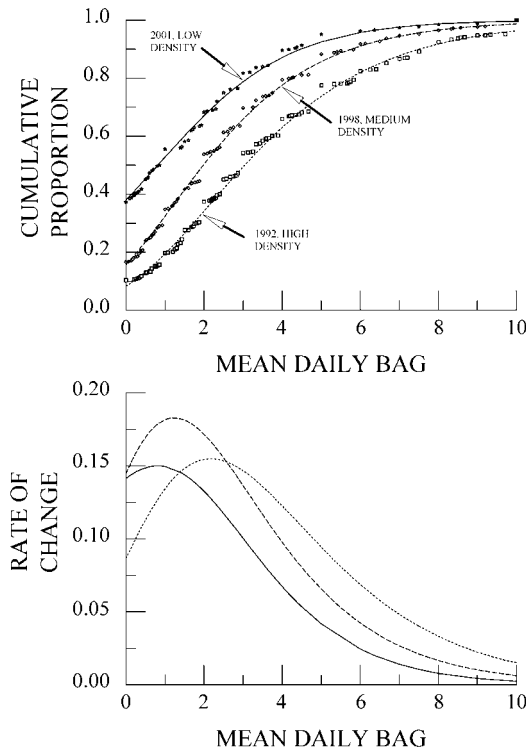 CUMULATIVE
PROPORTION
1.0
0.8
0.6
0.4
0.2
0.0
2001, LOW
DENSITY
1998, MEDIUM
DENSITY
1992, HIGH
DENSITY
0 2 4 6 8 10
MEAN DAILY BAG
RATE OF
CHANGE
0.20
0.15
0.10
0.05
0.00
0 2 4 6 8 10
MEAN DAILY BAG